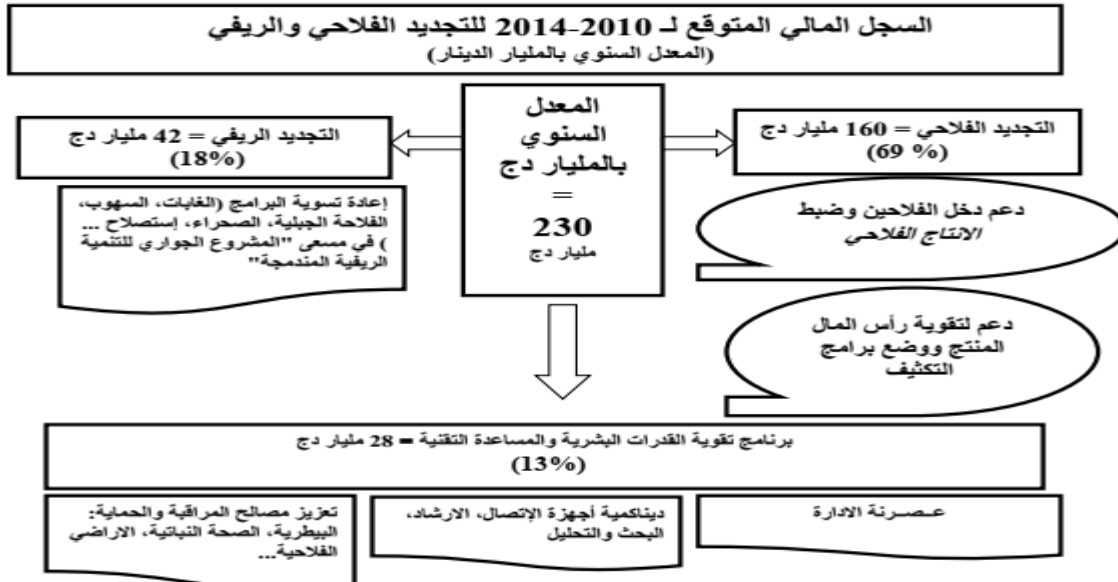 السجل المالي المتوقع لـ 2010-2014 للتجديد الفلاحي والريفي
(المعدل السنوي بالمليار الدينار)
التجديد الفلاحي = 160 مليار دج
(69 %)
المعدل
السنوي
بالمليار دج
=
230
مليار دج
التجديد الريفي = 42 مليار دج
(18%)
دعم دخل الفلاحين وضبط
الانتاج الفلاحي
إعادة تسوية البرامج (الغابات، السهوب،
الفلاحة الجبلية، الصحراء، إستصلاح ...
) في مسعى "المشروع الجواري للتنمية
الريفية المندمجة"
دعم لتقوية رأس المال
المنتج ووضع برامج
التكثيف
برنامج تقوية القدرات البشرية والمساعدة التقنية = 28 مليار دج
(13%)
عـصـرنة الادارة
ديناكمية أجهزة الإتصال، الارشاد،
البحث والتحليل
تعزيز مصالح المراقبة والحماية:
البيطرية، الصحة النباتية، الاراضي
الفلاحية...